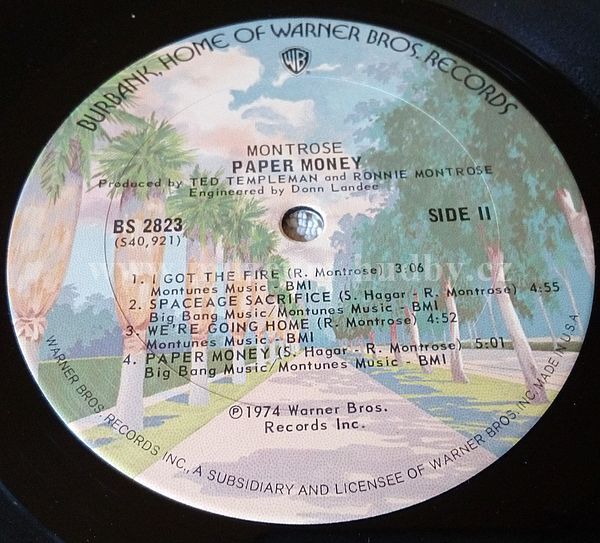 BURBANK, HOME OF WARNER BROS. RECORDS
WB
MONTROSE
PAPER MONEY
Produced by TED TEMPLEMAN and RONNIE MONTROSE
Engineered by Donn Landee
BS 2823
(S40,921)
SIDE II
1. I GOT THE FIRE (R. Montrose) 3:06
Montunes Music - BMI
2. SPACEAGE SACRIFICE (S. Hagar - R. Montrose) 4:55
Big Bang Music/Montunes Music - BMI
3. WE'RE GOING HOME (R. Montrose) 4:52
Montunes Music - BMI
4. PAPER MONEY (S. Hagar - R. Montrose) 5:01
Big Bang Music/Montunes Music - BMI
Ⓟ1974 Warner Bros.
Records Inc.
WARNER BROS. RECORDS INC., A SUBSIDIARY AND LICENSEE OF WARNER BROS. INC. MADE IN U.S.A.